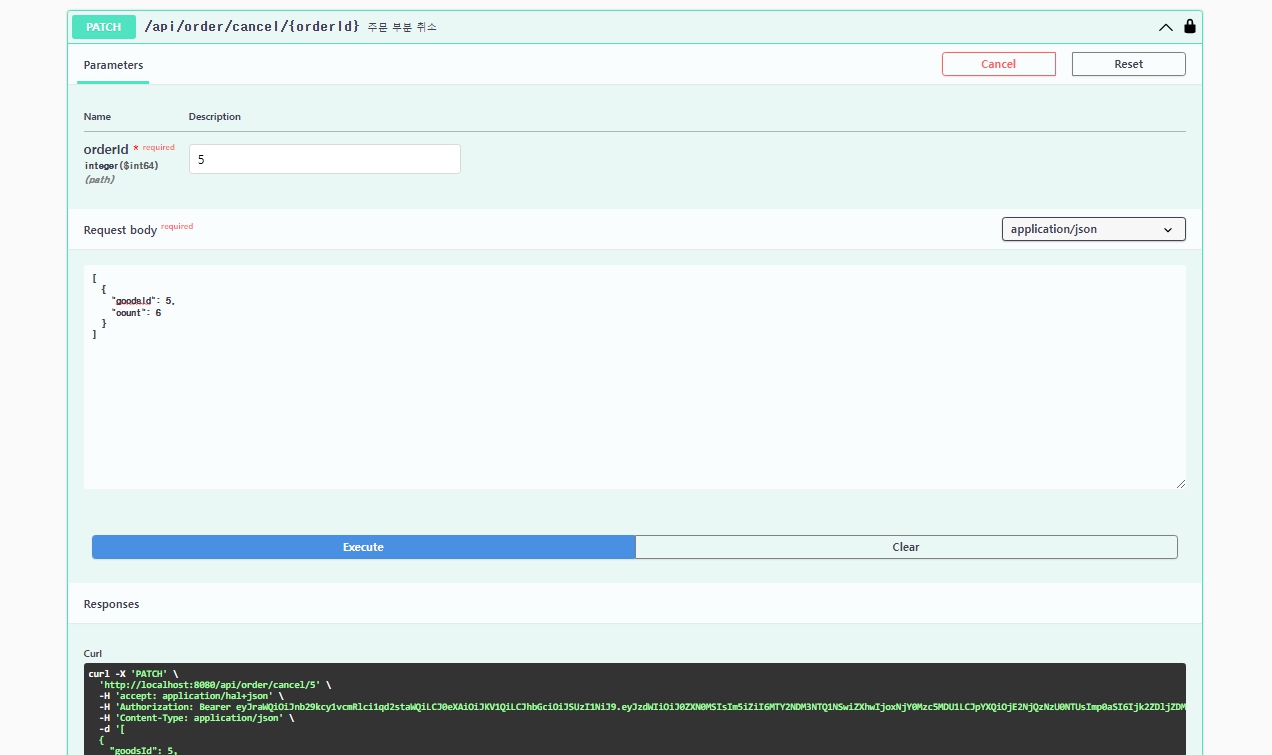 PATCH /api/order/cancel/{orderId} 주문 부분 취소
Parameters Cancel Reset
Name Description
orderId * required 5
integer($int64)
(path)
Request body required application/json
[
{
"goodsId": 5,
"count": 6
}
]
Execute Clear
Responses
Curl
curl -X 'PATCH' \
'http://localhost:8080/api/order/cancel/5' \
-H 'accept: application/hal+json' \
-H 'Authorization: Bearer
-H 'Content-Type: application/json' \
-d '[
{
"goodsId": 5,